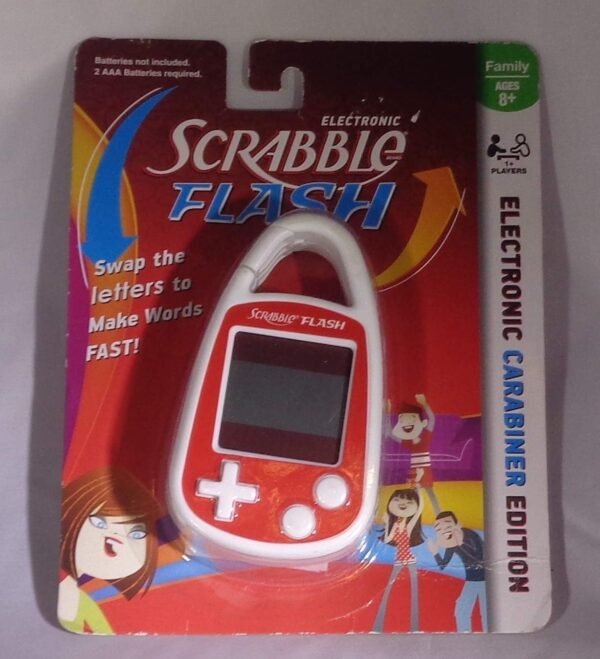 Batteries not included.
2 AAA Batteries required.
Family
AGES
8+
1+
PLAYERS
ELECTRONIC
SCRABBLE
BRAND
FLASH
Swap the
letters to
Make Words
FAST!
SCRABBLE® FLASH
ELECTRONIC CARABINER EDITION